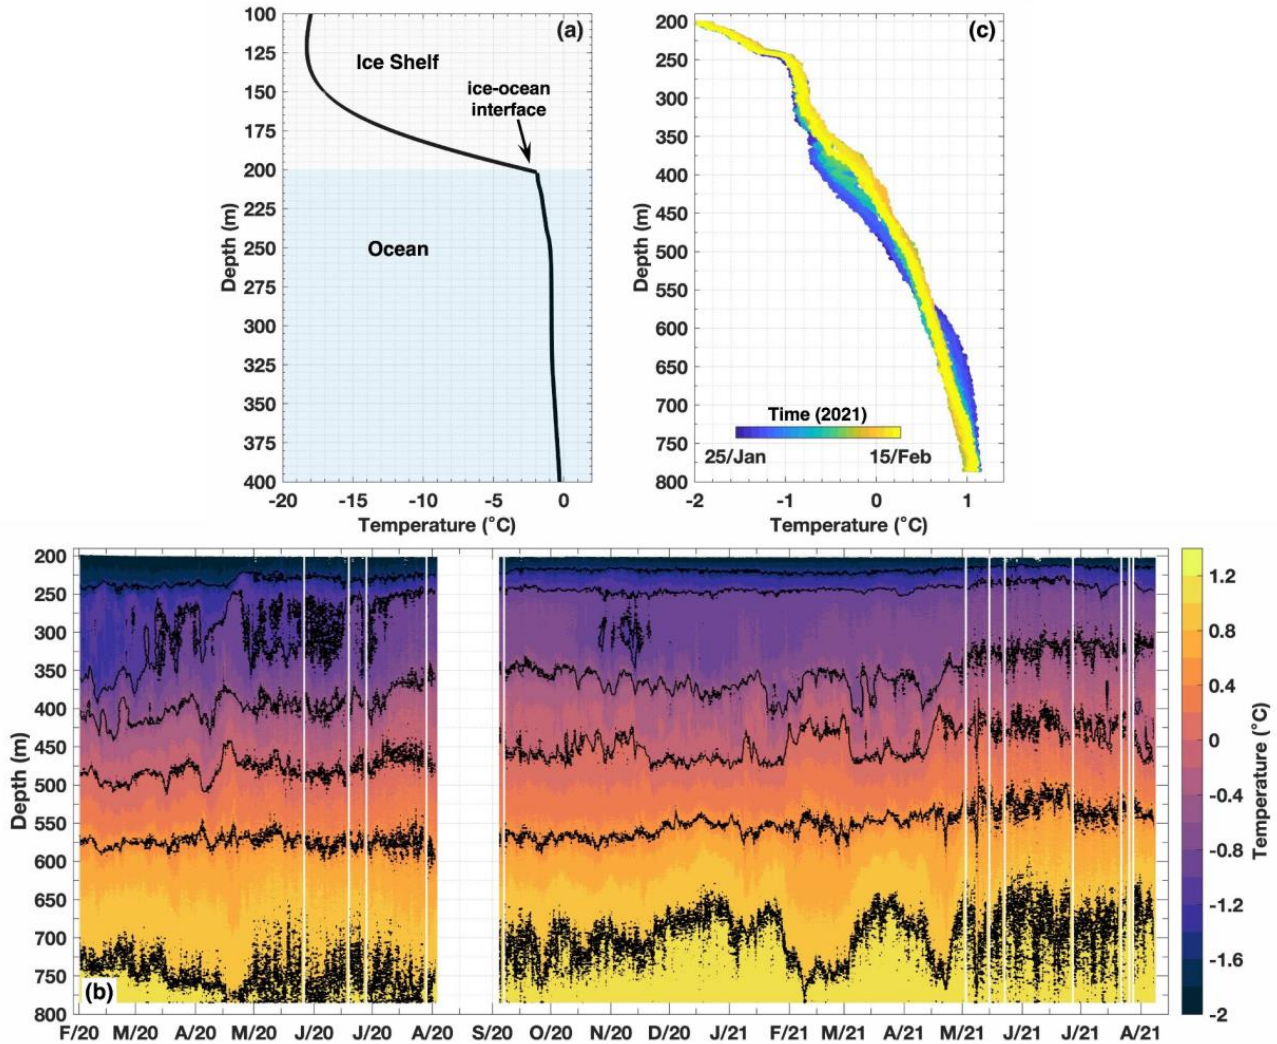 100
125
150
175
200
225
250
275
300
325
350
375
400
Depth (m)
-20
-15
-10
-5
0
Temperature (°C)
(a)
Ice Shelf
ice-ocean
interface
Ocean
200
250
300
350
400
450
500
550
600
650
700
750
800
Depth (m)
(c)
Time (2021)
25/Jan
15/Feb
-2
-1
0
1
Temperature (°C)
200
250
300
350
400
450
500
550
600
650
700
750
800
Depth (m)
(b)
F/20
M/20
A/20
M/20
J/20
J/20
A/20
S/20
O/20
N/20
D/20
J/21
F/21
M/21
A/21
M/21
J/21
J/21
A/21
1.2
0.8
0.4
0
-0.4
-0.8
-1.2
-1.6
-2
Temperature (°C)